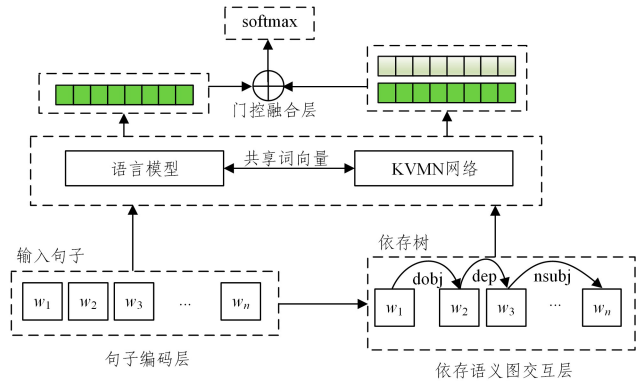 softmax
门控融合层
语言模型
共享词向量
KVMN网络
输入句子
依存树
dobj
dep
nsubj
w1 w2 w3 ... wn
w1 w2 w3 ... wn
句子编码层
依存语义图交互层